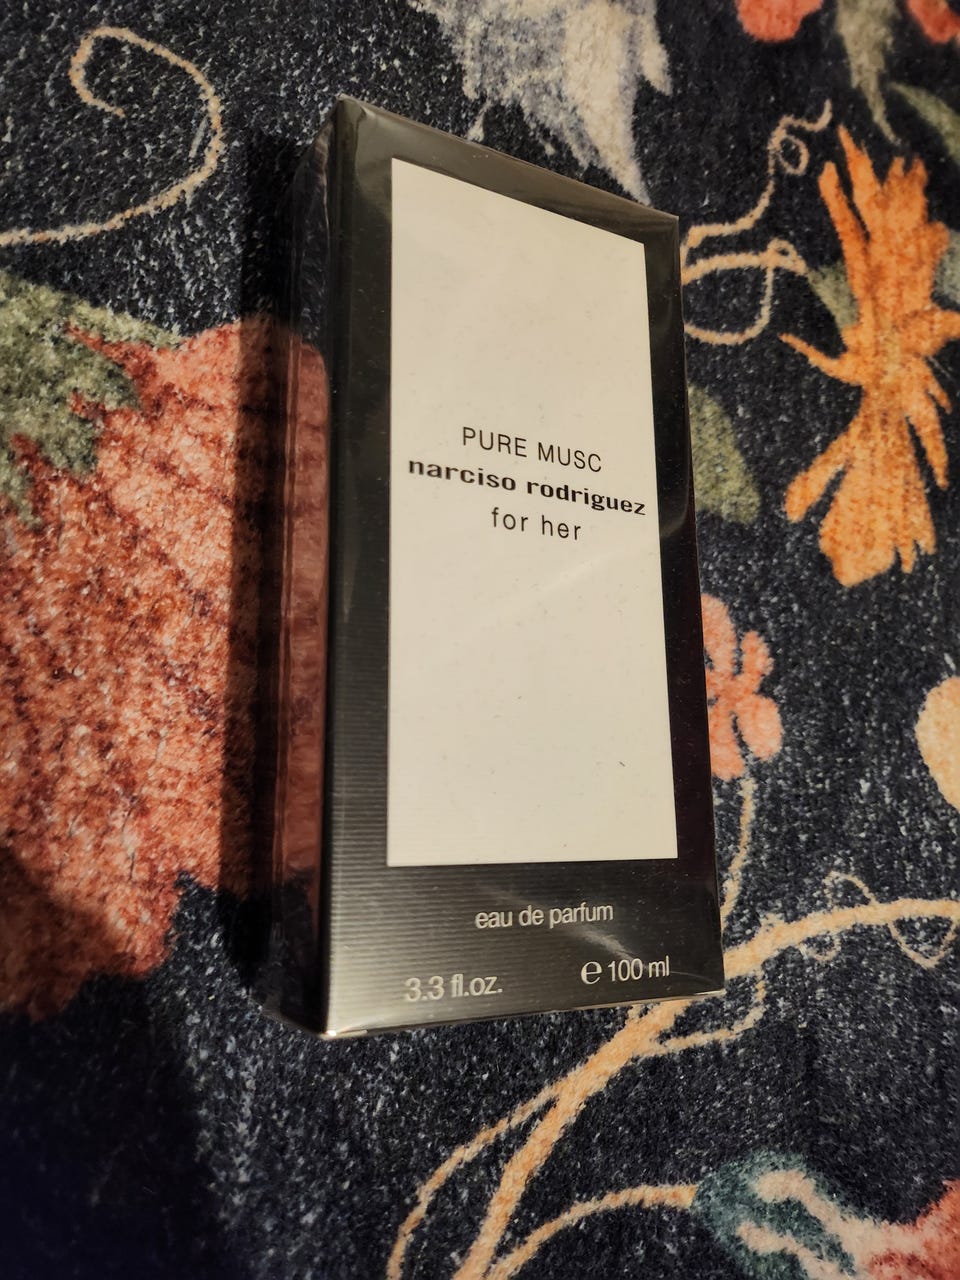 PURE MUSC
narciso rodriguez
for her
eau de parfum
3.3 fl.oz. ℮ 100 ml